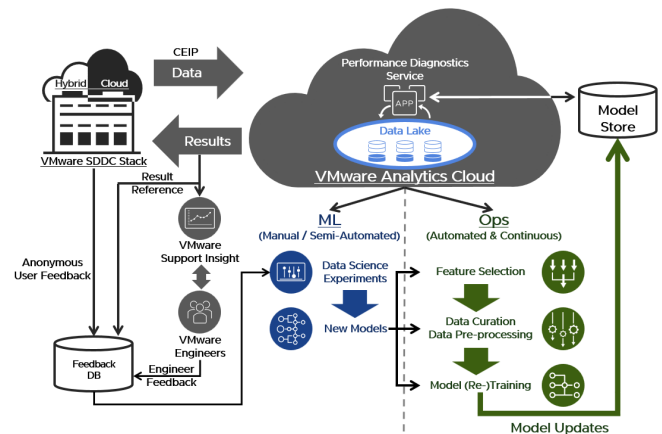 Hybrid Cloud
VMware SDDC Stack
CEIP
Data
Results
Performance Diagnostics
Service
APP
Data Lake
VMware Analytics Cloud
Model
Store
Result
Reference
VMware
Support Insight
Anonymous
User Feedback
VMware
Engineers
Engineer
Feedback
Feedback
DB
ML
(Manual / Semi-Automated)
Data Science
Experiments
New Models
Ops
(Automated & Continuous)
Feature Selection
Data Curation
Data Pre-processing
Model (Re-)Training
Model Updates